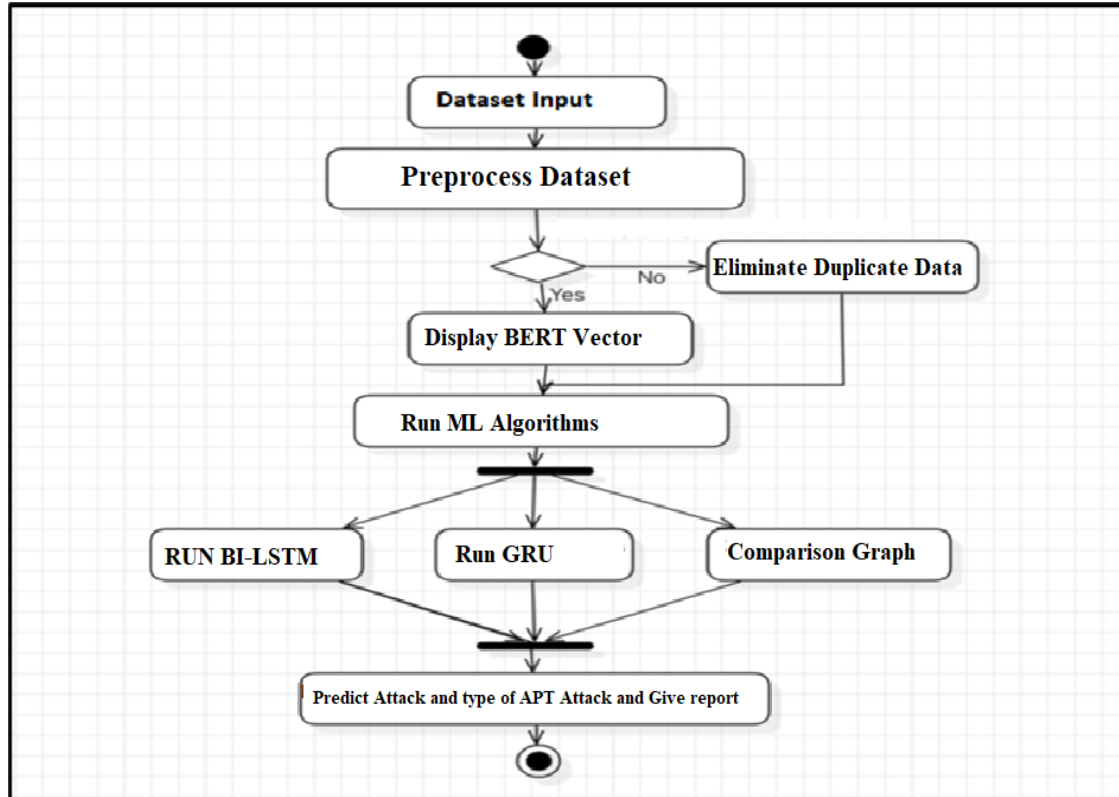 Dataset Input
Preprocess Dataset
No
Eliminate Duplicate Data
Yes
Display BERT Vector
Run ML Algorithms
RUN BI-LSTM
Run GRU
Comparison Graph
Predict Attack and type of APT Attack and Give report